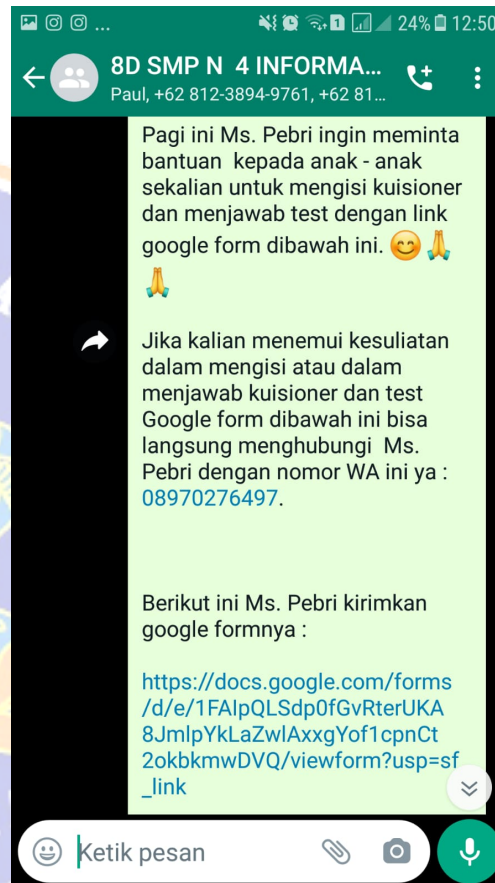 24% 12:50
8D SMP N 4 INFORMA...
Paul, +62 812-3894-9761, +62 81...
Pagi ini Ms. Pebri ingin meminta
bantuan kepada anak - anak
sekalian untuk mengisi kuisioner
dan menjawab test dengan link
google form dibawah ini. 😊🙏
🙏
Jika kalian menemui kesuliatan
dalam mengisi atau dalam
menjawab kuisioner dan test
Google form dibawah ini bisa
langsung menghubungi Ms.
Pebri dengan nomor WA ini ya :
08970276497.
Berikut ini Ms. Pebri kirimkan
google formnya :
https://docs.google.com/forms
/d/e/1FAIpQLSdp0fGvRterUKA
8JmlpYkLaZwlAxxgYof1cpnCt
2okbkmwDVQ/viewform?usp=sf
_link
Ketik pesan